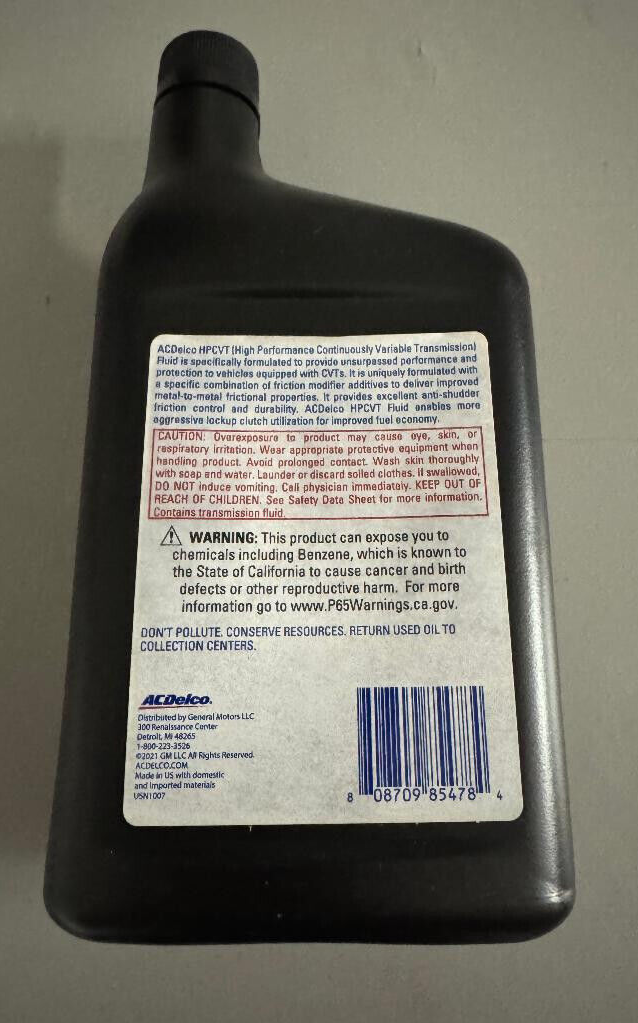 ACDelco HPCVT (High Performance Continuously Variable Transmission)
Fluid is specifically formulated to provide unsurpassed performance and
protection to vehicles equipped with CVTs. It is uniquely formulated with
a specific combination of friction modifier additives to deliver improved
metal-to-metal frictional properties. It provides excellent anti-shudder
friction control and durability. ACDelco HPCVT Fluid enables more
aggressive lockup clutch utilization for improved fuel economy.
CAUTION: Overexposure to product may cause eye, skin, or
respiratory irritation. Wear appropriate protective equipment when
handling product. Avoid prolonged contact. Wash skin thoroughly
with soap and water. Launder or discard soiled clothes. If swallowed,
DO NOT induce vomiting. Call physician immediately. KEEP OUT OF
REACH OF CHILDREN. See Safety Data Sheet for more information.
Contains transmission fluid.
WARNING: This product can expose you to
chemicals including Benzene, which is known to
the State of California to cause cancer and birth
defects or other reproductive harm. For more
information go to www.P65Warnings.ca.gov.
DON'T POLLUTE. CONSERVE RESOURCES. RETURN USED OIL TO
COLLECTION CENTERS.
ACDelco.
Distributed by General Motors LLC
300 Renaissance Center
Detroit, MI 48265
1-800-223-3526
©2021 GM LLC All Rights Reserved.
ACDELCO.COM
Made in US with domestic
and imported materials
USN1007
8 08709 85478 4